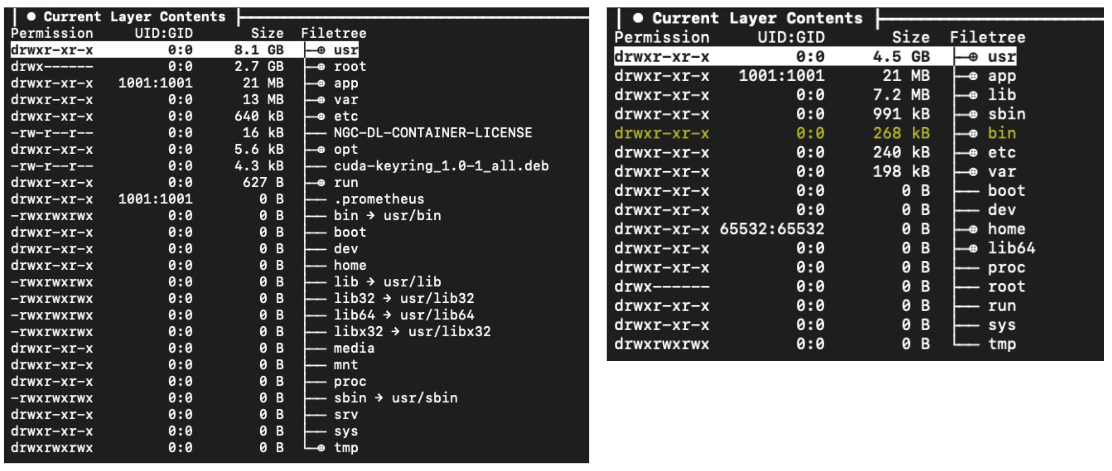 ● Current Layer Contents
Permission UID:GID Size Filetree
drwxr-xr-x 0:0 8.1 GB ├─⊕ usr
drwx------ 0:0 2.7 GB ├─⊕ root
drwxr-xr-x 1001:1001 21 MB ├─⊕ app
drwxr-xr-x 0:0 13 MB ├─⊕ var
drwxr-xr-x 0:0 640 kB ├─⊕ etc
-rw-r--r-- 0:0 16 kB ├── NGC-DL-CONTAINER-LICENSE
drwxr-xr-x 0:0 5.6 kB ├─⊕ opt
-rw-r--r-- 0:0 4.3 kB ├── cuda-keyring_1.0-1_all.deb
drwxr-xr-x 0:0 627 B ├─⊕ run
drwxr-xr-x 1001:1001 0 B ├── .prometheus
-rwxrwxrwx 0:0 0 B ├── bin → usr/bin
drwxr-xr-x 0:0 0 B ├── boot
drwxr-xr-x 0:0 0 B ├── dev
drwxr-xr-x 0:0 0 B ├── home
-rwxrwxrwx 0:0 0 B ├── lib → usr/lib
-rwxrwxrwx 0:0 0 B ├── lib32 → usr/lib32
-rwxrwxrwx 0:0 0 B ├── lib64 → usr/lib64
-rwxrwxrwx 0:0 0 B ├── libx32 → usr/libx32
drwxr-xr-x 0:0 0 B ├── media
drwxr-xr-x 0:0 0 B ├── mnt
drwxr-xr-x 0:0 0 B ├── proc
-rwxrwxrwx 0:0 0 B ├── sbin → usr/sbin
drwxr-xr-x 0:0 0 B ├── srv
drwxr-xr-x 0:0 0 B ├── sys
drwxrwxrwx 0:0 0 B └─⊕ tmp
● Current Layer Contents
Permission UID:GID Size Filetree
drwxr-xr-x 0:0 4.5 GB ├─⊕ usr
drwxr-xr-x 1001:1001 21 MB ├─⊕ app
drwxr-xr-x 0:0 7.2 MB ├─⊕ lib
drwxr-xr-x 0:0 991 kB ├─⊕ sbin
drwxr-xr-x 0:0 268 kB ├─⊕ bin
drwxr-xr-x 0:0 240 kB ├─⊕ etc
drwxr-xr-x 0:0 198 kB ├─⊕ var
drwxr-xr-x 0:0 0 B ├── boot
drwxr-xr-x 0:0 0 B ├── dev
drwxr-xr-x 65532:65532 0 B ├─⊕ home
drwxr-xr-x 0:0 0 B ├─⊕ lib64
drwxr-xr-x 0:0 0 B ├── proc
drwx------ 0:0 0 B ├── root
drwxr-xr-x 0:0 0 B ├── run
drwxr-xr-x 0:0 0 B ├── sys
drwxrwxrwx 0:0 0 B └── tmp